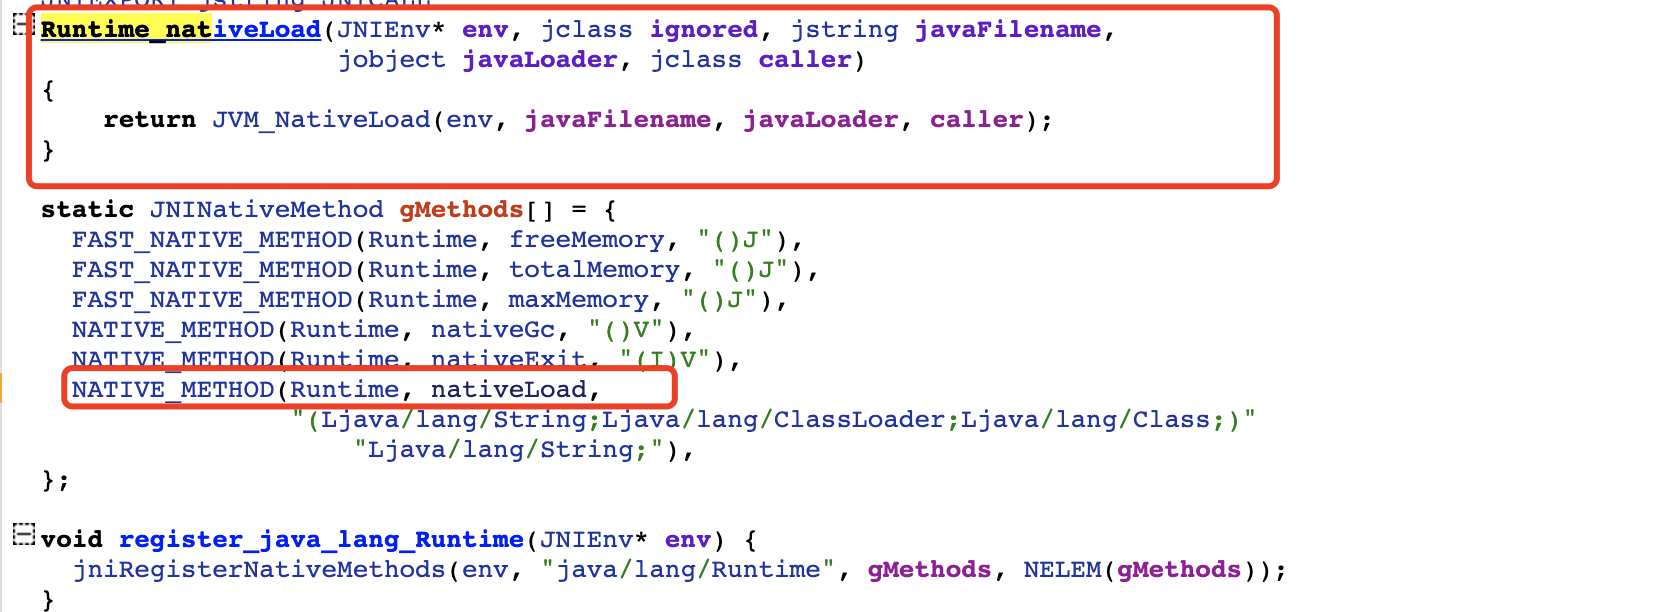 JNIEXPORT jstring JNICALL
Runtime_nativeLoad(JNIEnv* env, jclass ignored, jstring javaFilename,
                   jobject javaLoader, jclass caller)
{
    return JVM_NativeLoad(env, javaFilename, javaLoader, caller);
}
static JNINativeMethod gMethods[] = {
  FAST_NATIVE_METHOD(Runtime, freeMemory, "()J"),
  FAST_NATIVE_METHOD(Runtime, totalMemory, "()J"),
  FAST_NATIVE_METHOD(Runtime, maxMemory, "()J"),
  NATIVE_METHOD(Runtime, nativeGc, "()V"),
  NATIVE_METHOD(Runtime, nativeExit, "(I)V"),
  NATIVE_METHOD(Runtime, nativeLoad,
                "(Ljava/lang/String;Ljava/lang/ClassLoader;Ljava/lang/Class;)"
                    "Ljava/lang/String;"),
};
void register_java_lang_Runtime(JNIEnv* env) {
  jniRegisterNativeMethods(env, "java/lang/Runtime", gMethods, NELEM(gMethods));
}